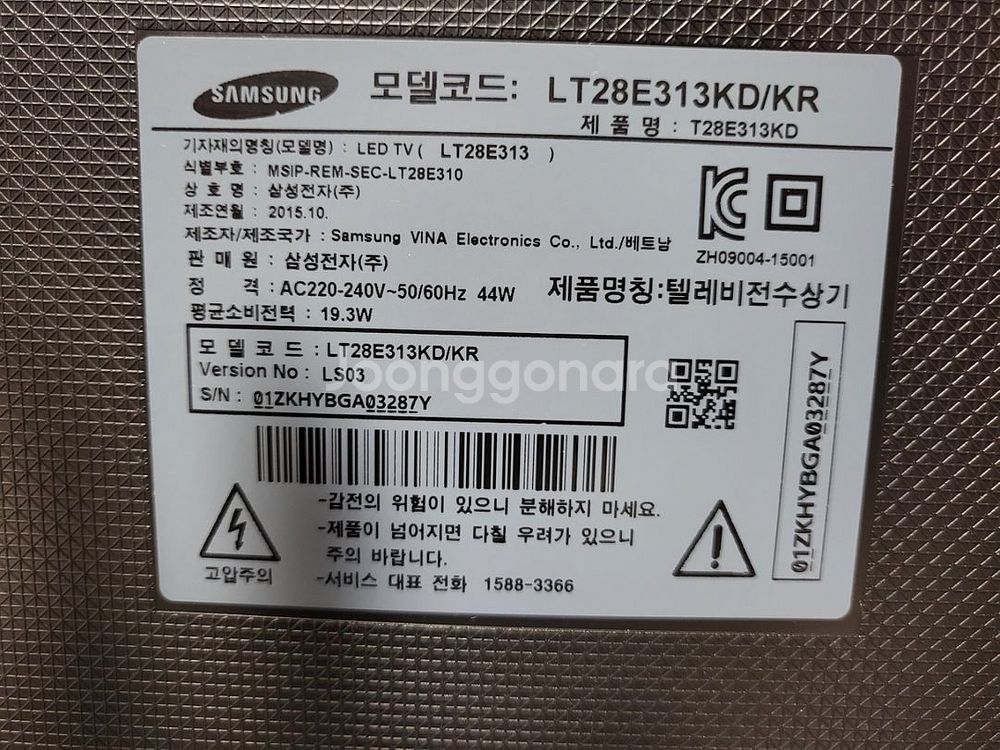 SAMSUNG 모델코드: LT28E313KD/KR
제 품 명 : T28E313KD
기자재의명칭(모델명) : LED TV ( LT28E313 )
식별부호 : MSIP-REM-SEC-LT28E310
상 호 명 : 삼성전자(주)
제조연월 : 2015.10.
제조자/제조국가 : Samsung VINA Electronics Co., Ltd./베트남
ZH09004-15001
판 매 원 : 삼성전자(주)
정 격 : AC220-240V~50/60Hz 44W
제품명칭:텔레비전수상기
평균소비전력 : 19.3W
모 델 코 드 : LT28E313KD/KR
Version No : LS03
S/N : 01ZKHYBGA03287Y
Joonggonara
01ZKHYBGA03287Y
고압주의
-감전의 위험이 있으니 분해하지 마세요.
-제품이 넘어지면 다칠 우려가 있으니
주의 바랍니다.
-서비스 대표 전화 1588-3366